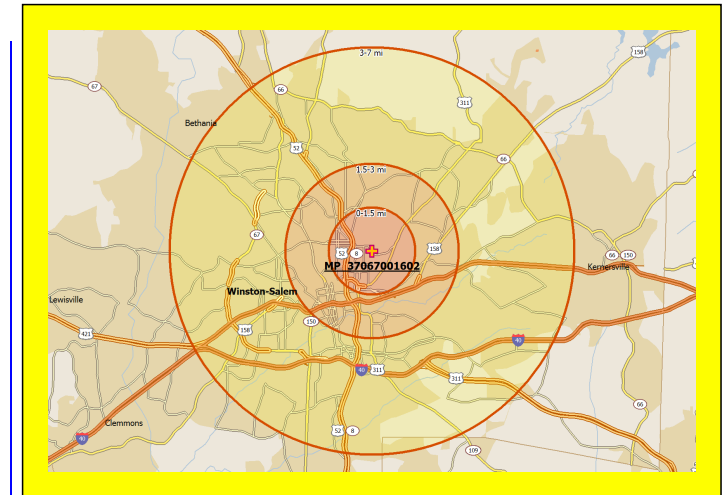 3-7 mi
158
67
66
311
Bethania
52
66
1.5-3 mi
0-1.5 mi
67
158
52
8
66
150
MP 37067001602
Kernersville
Winston-Salem
Lewisville
150
158
421
40
40
311
311
66
Clemmons
40
52
8
109